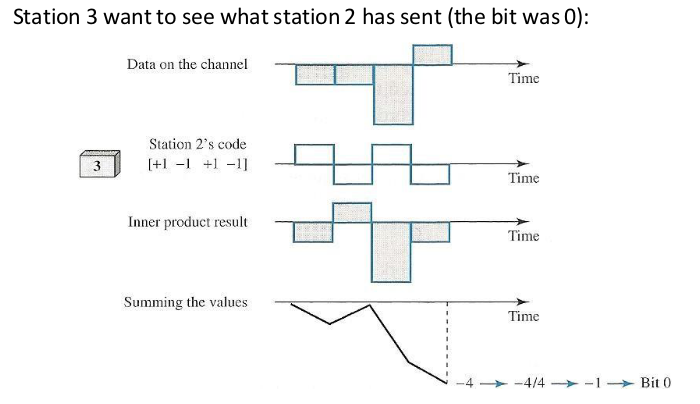 Station 3 want to see what station 2 has sent (the bit was 0):
Data on the channel
Time
Station 2's code
3
[+1 −1 +1 −1]
Time
Inner product result
Time
Summing the values
Time
−4 → −4/4 → −1 → Bit 0